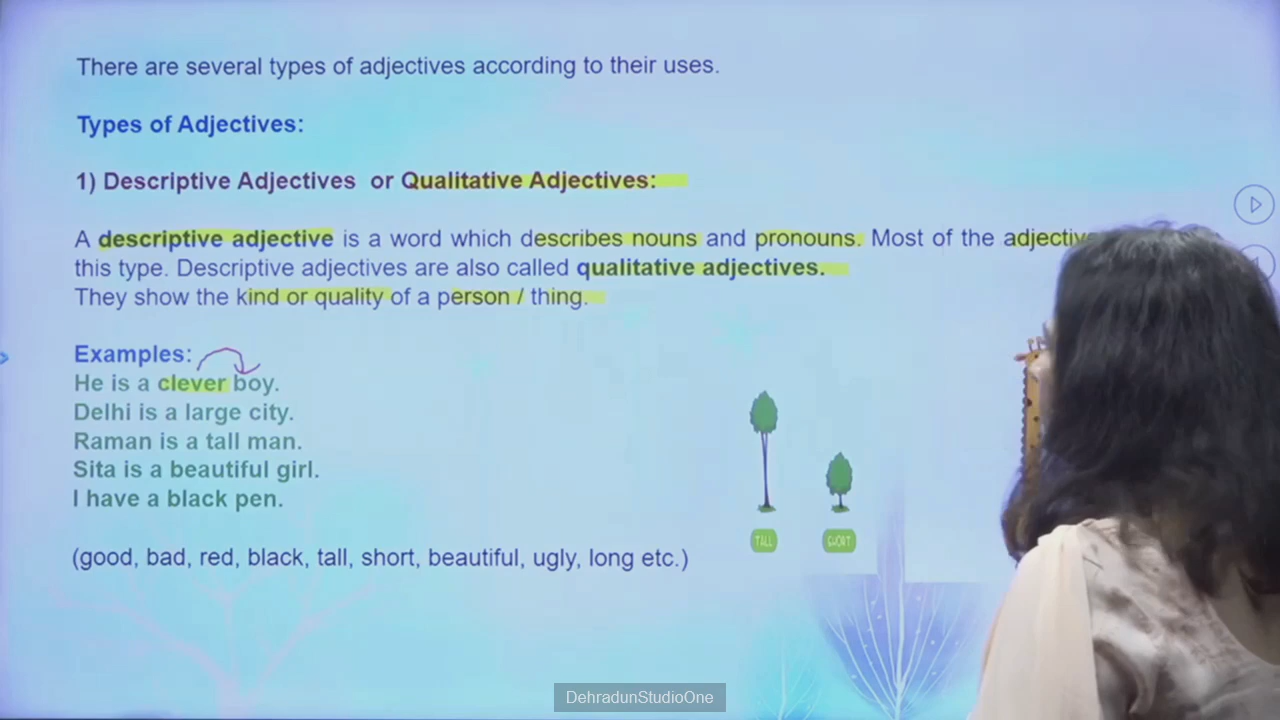 There are several types of adjectives according to their uses.
Types of Adjectives:
1) Descriptive Adjectives or Qualitative Adjectives:
A descriptive adjective is a word which describes nouns and pronouns. Most of the
this type. Descriptive adjectives are also called qualitative adjectives.
They show the kind or quality of a person / thing.
Examples:
He is a clever boy.
Delhi is a large city.
Raman is a tall man.
Sita is a beautiful girl.
I have a black pen.
TALL SHORT
(good, bad, red, black, tall, short, beautiful, ugly, long etc.)
DehradunStudioOne